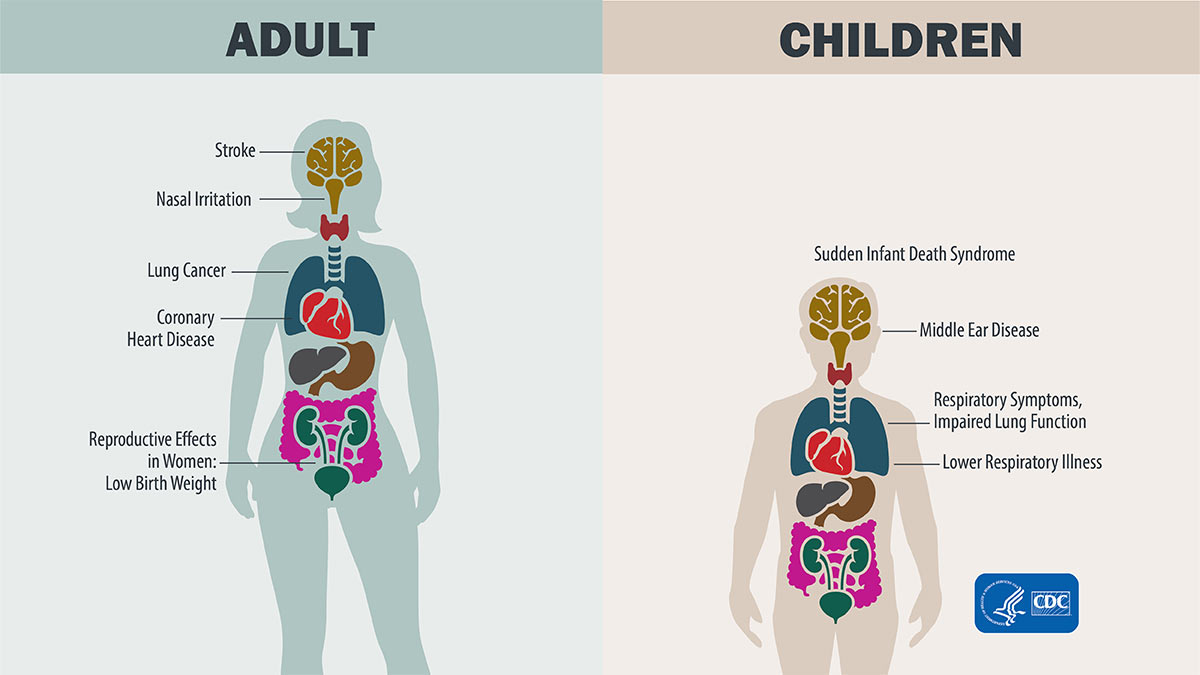 ADULT
Stroke
Nasal Irritation
Lung Cancer
Coronary
Heart Disease
Reproductive Effects
in Women:
Low Birth Weight
CHILDREN
Sudden Infant Death Syndrome
Middle Ear Disease
Respiratory Symptoms,
Impaired Lung Function
Lower Respiratory Illness
CDC